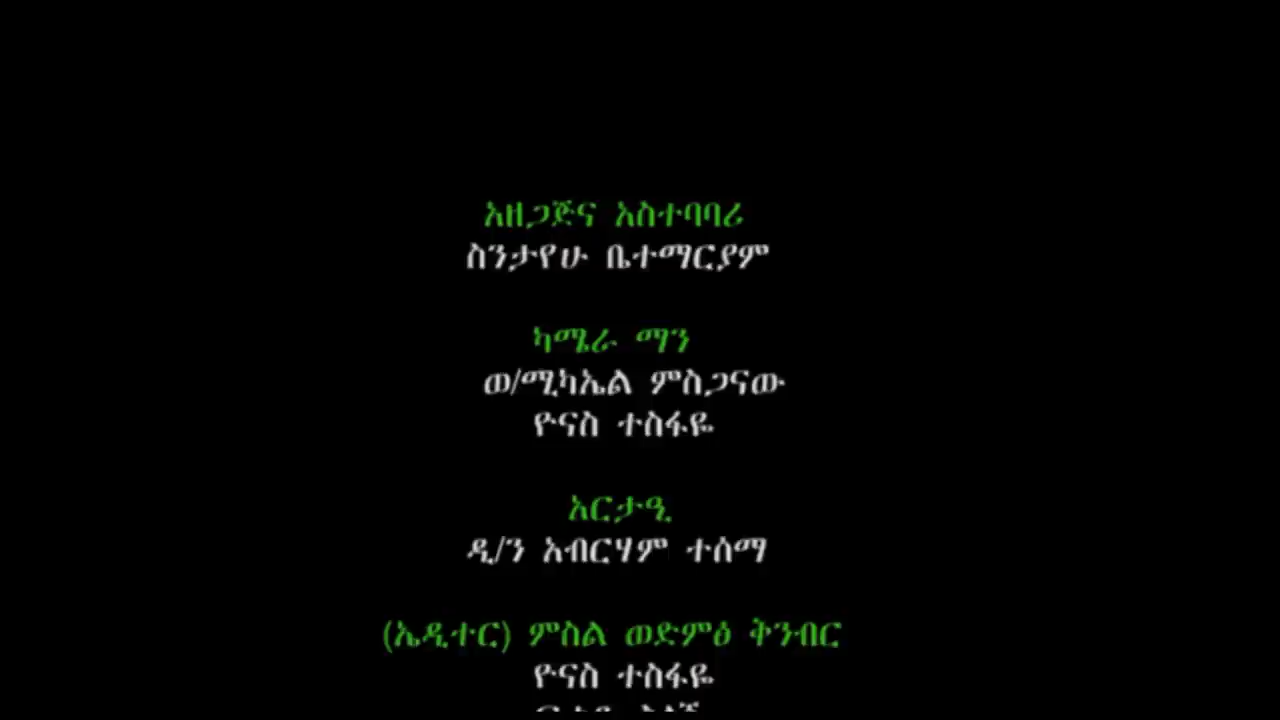 አዘጋጅና አስተባባሪ
ስንታየሁ ቤተማርያም
ካሜራ ማን
ወ/ሚካኤል ምስጋናው
ዮናስ ተስፋዬ
አርታዒ
ዲ/ን አብርሃም ተሰማ
(ኤዲተር) ምስል ወድምፅ ቅንብር
ዮናስ ተስፋዬ